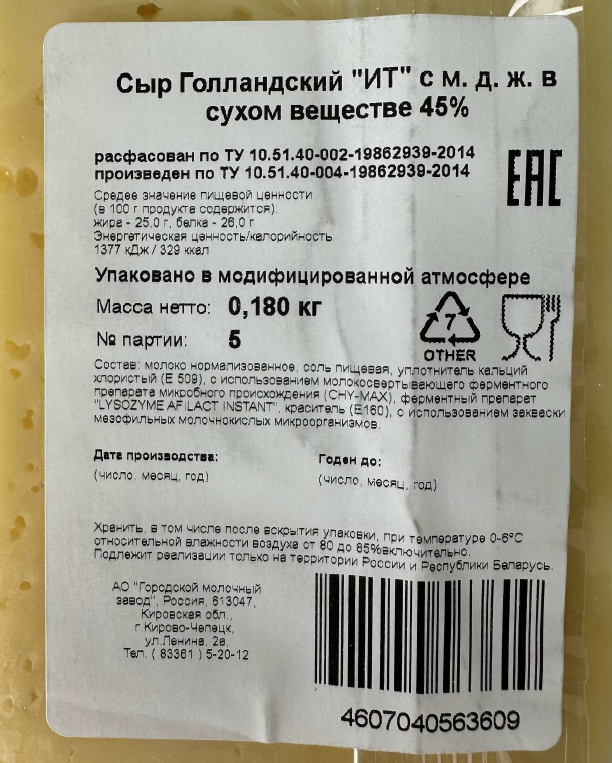 Сыр Голландский "ИТ" с м. д. ж. в
сухом веществе 45%
расфасован по ТУ 10.51.40-002-19862939-2014
произведен по ТУ 10.51.40-004-19862939-2014
EAC
Средее значение пищевой ценности
(в 100 г продукта содержится):
жира - 25,0 г, белка - 26,0 г
Энергетическая ценность/калорийность
1377 кДж / 329 ккал
Упаковано в модифицированной атмосфере
Масса нетто: 0,180 кг
7
OTHER
№ партии: 5
Состав: молоко нормализованное, соль пищевая, уплотнитель кальций
хлористый (Е 509), с использованием молокосвертывающего ферментного
препарата микробного происхождения (CHY-MAX), ферментный препарат
"LYSOZYME AFILACT INSTANT", краситель (Е160), с использованием закваски
мезофильных молочнокислых микроорганизмов.
Дата производства: Годен до:
(число, месяц, год) (число, месяц, год)
Хранить, в том числе после вскрытия упаковки, при температуре 0-6°С
относительной влажности воздуха от 80 до 85%включительно.
Подлежит реализации только на территории России и Республики Беларусь.
АО "Городской молочный
завод", Россия, 613047,
Кировская обл.,
г.Кирово-Чепецк,
ул.Ленина, 2а
Тел. ( 83361 ) 5-20-12
4607040563609